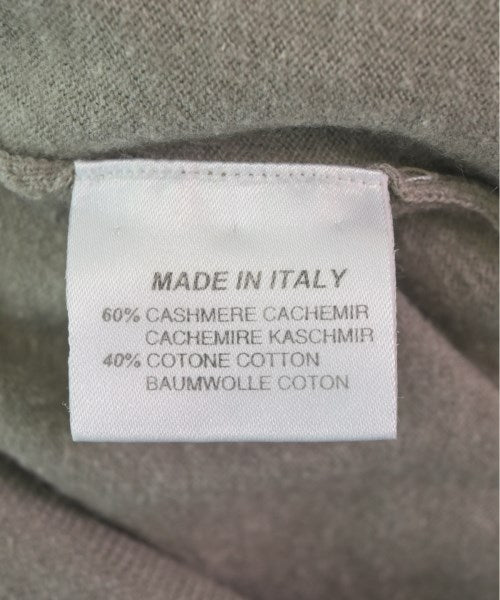 MADE IN ITALY
60% CASHMERE CACHEMIR
CACHEMIRE KASCHMIR
40% COTONE COTTON
BAUMWOLLE COTON